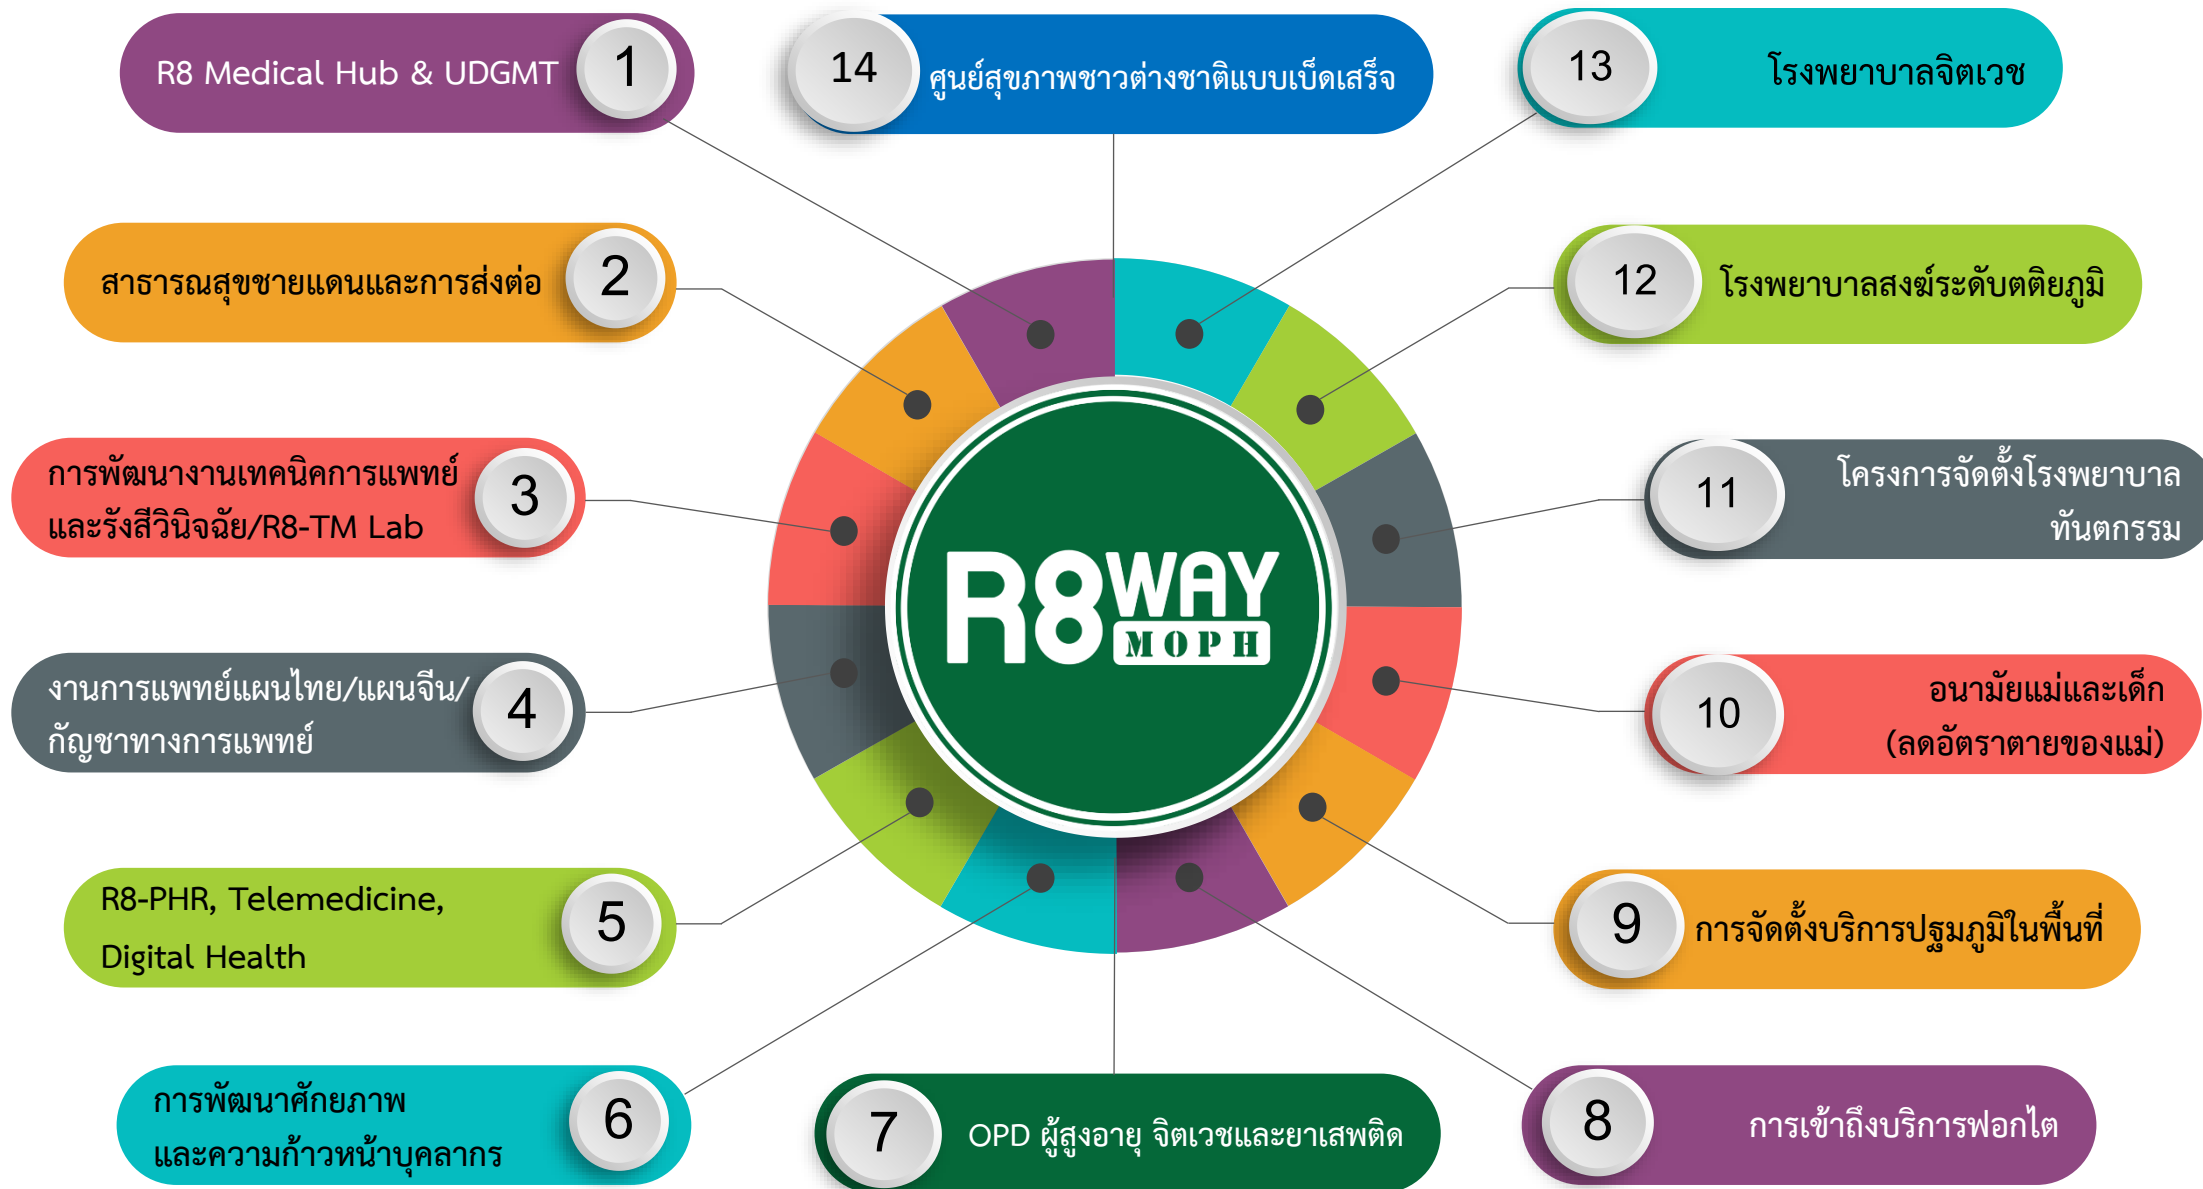 1
R8 Medical Hub & UDGMT
2
สาธารณสุขชายแดนและการส่งต่อ
3
การพัฒนางานเทคนิคการแพทย์
และรังสีวินิจฉัย/R8-TM Lab
4
งานการแพทย์แผนไทย/แผนจีน/
กัญชาทางการแพทย์
5
R8-PHR, Telemedicine,
Digital Health
6
การพัฒนาศักยภาพ
และความก้าวหน้าบุคลากร
7
OPD ผู้สูงอายุ จิตเวชและยาเสพติด
8
การเข้าถึงบริการฟอกไต
9
การจัดตั้งบริการปฐมภูมิในพื้นที่
10
อนามัยแม่และเด็ก
(ลดอัตราตายของแม่)
11
โครงการจัดตั้งโรงพยาบาล
ทันตกรรม
12
โรงพยาบาลสงฆ์ระดับตติยภูมิ
13
โรงพยาบาลจิตเวช
14
ศูนย์สุขภาพชาวต่างชาติแบบเบ็ดเสร็จ
R8WAY
MOPH